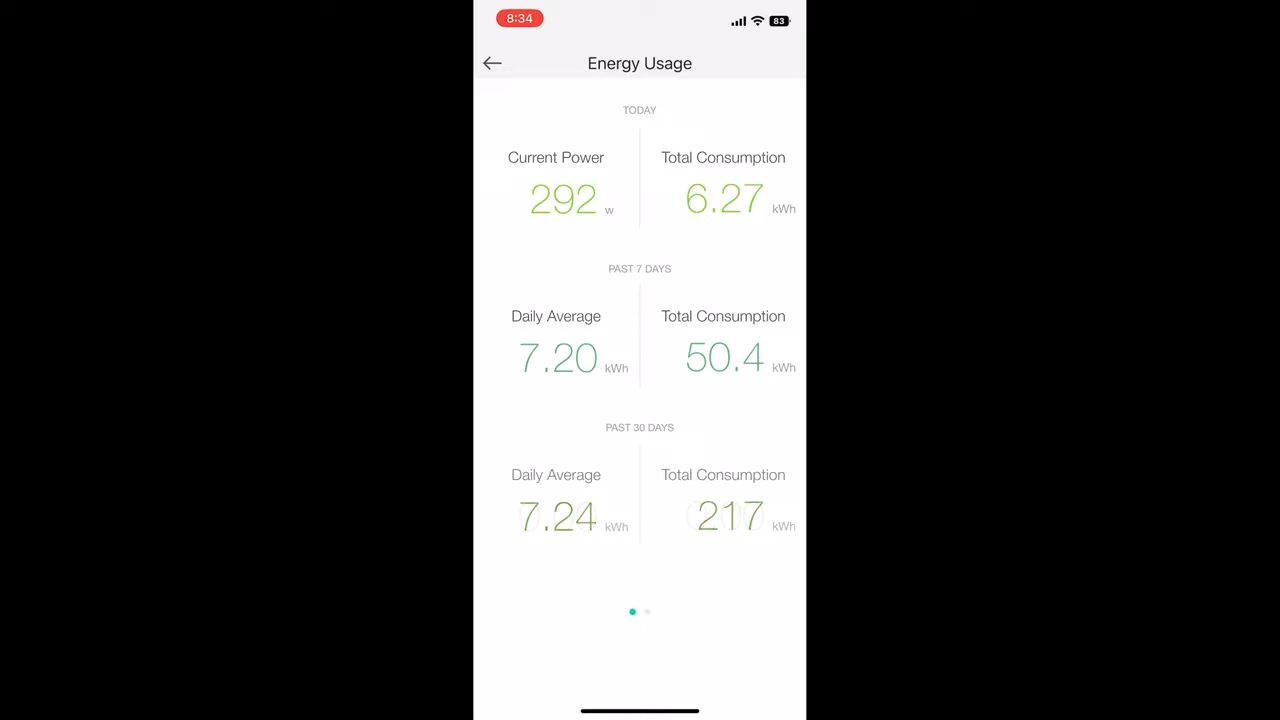 8:34
83
Energy Usage
TODAY
Current Power
Total Consumption
292 w
6.27 kWh
PAST 7 DAYS
Daily Average
Total Consumption
7.20 kWh
50.4 kWh
PAST 30 DAYS
Daily Average
Total Consumption
7.24 kWh
217 kWh